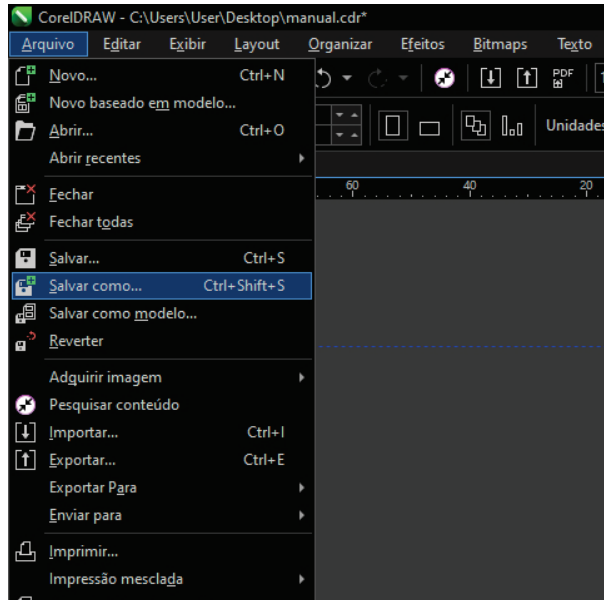 CorelDRAW - C:\Users\User\Desktop\manual.cdr*
Arquivo Editar Exibir Layout Organizar Efeitos Bitmaps Texto
Novo... Ctrl+N
Novo baseado em modelo...
Abrir... Ctrl+O
Abrir recentes
Fechar
Fechar todas
Salvar... Ctrl+S
Salvar como... Ctrl+Shift+S
Salvar como modelo...
Reverter
Adquirir imagem
Pesquisar conteúdo
Importar... Ctrl+I
Exportar... Ctrl+E
Exportar Para
Enviar para
Imprimir...
Impressão mesclada
PDF
Unidades
60 40 20